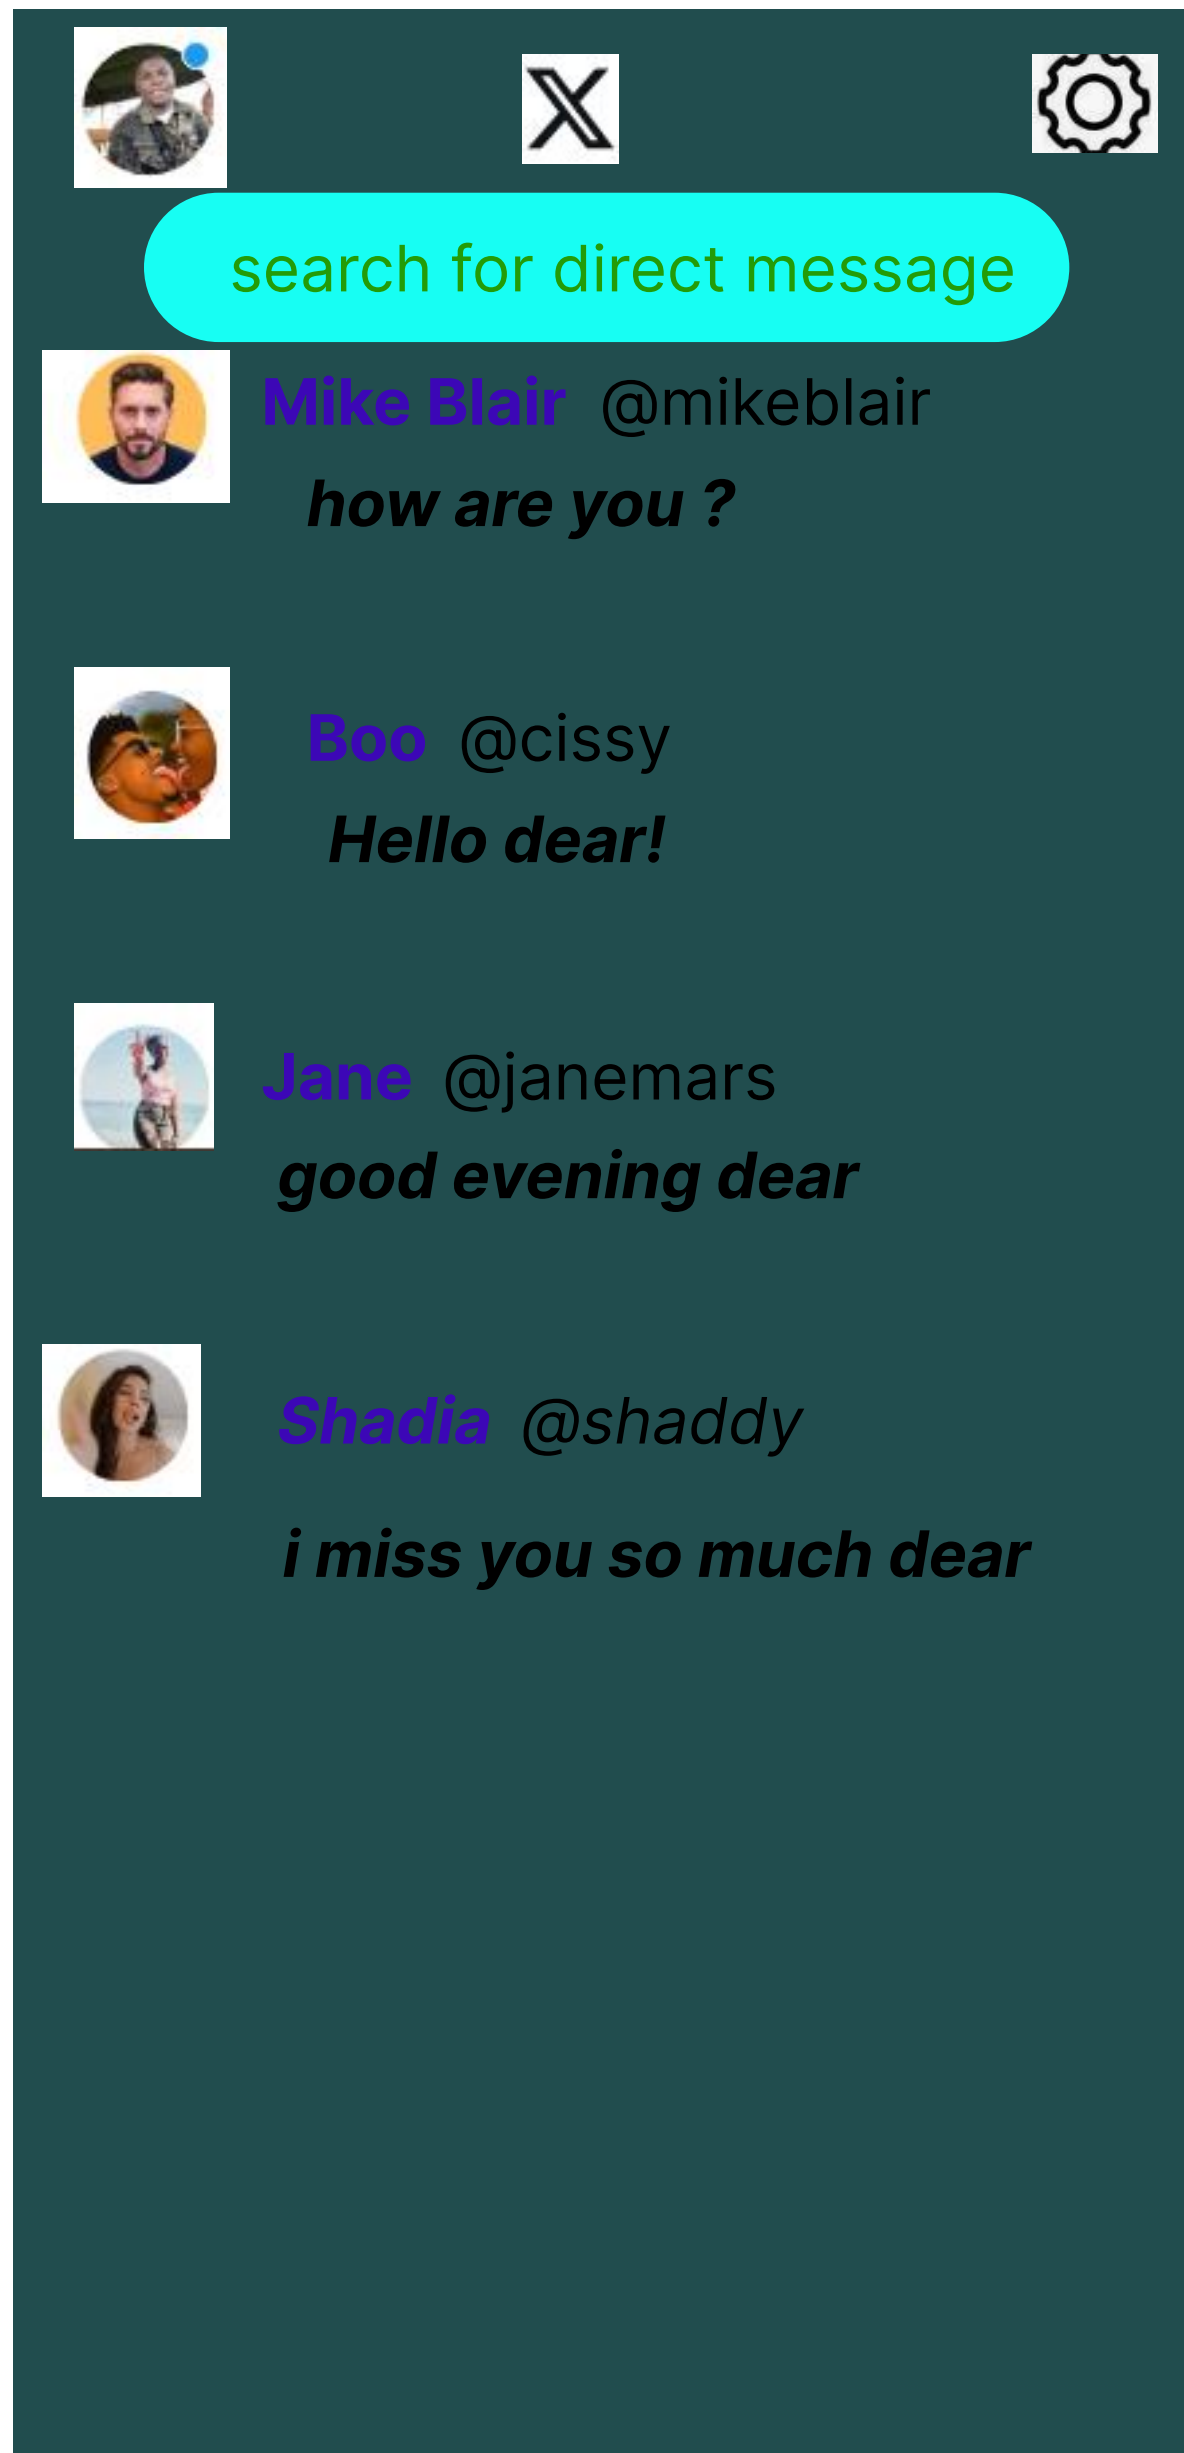 X
search for direct message
Mike Blair @mikeblair
how are you ?
Boo @cissy
Hello dear!
Jane @janemars
good evening dear
Shadia @shaddy
i miss you so much dear